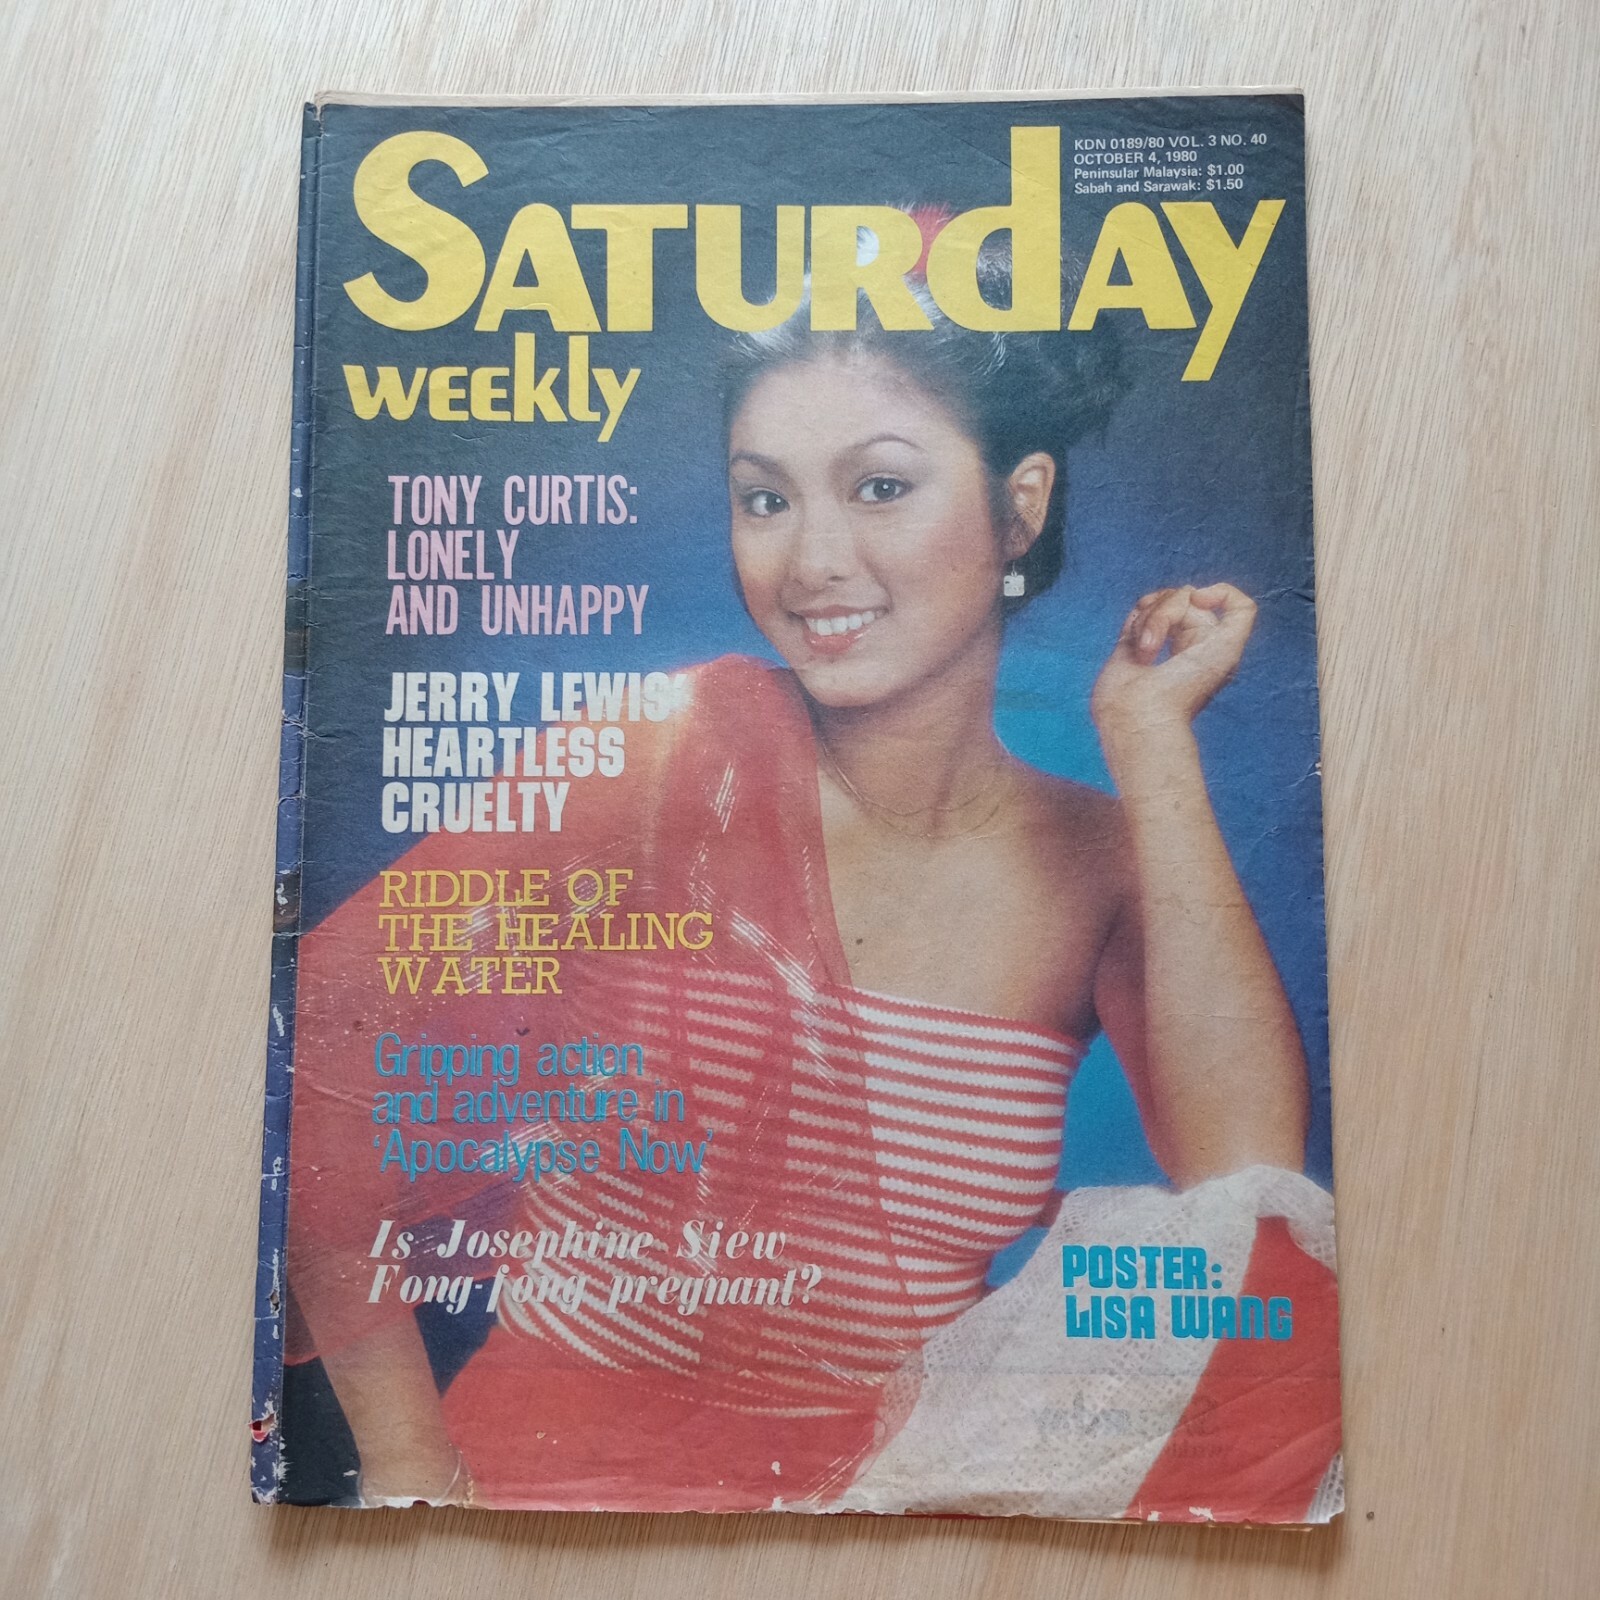 SATURdAY
weekly
KDN 0189/80 VOL. 3 NO. 40
OCTOBER 4, 1980
Peninsular Malaysia: $1.00
Sabah and Sarawak: $1.50
TONY CURTIS:
LONELY
AND UNHAPPY
JERRY LEWIS'
HEARTLESS
CRUELTY
RIDDLE OF
THE HEALING
WATER
Gripping action
and adventure in
'Apocalypse Now'
Is Josephine Siew
Fong-fong pregnant?
POSTER:
LISA WANG